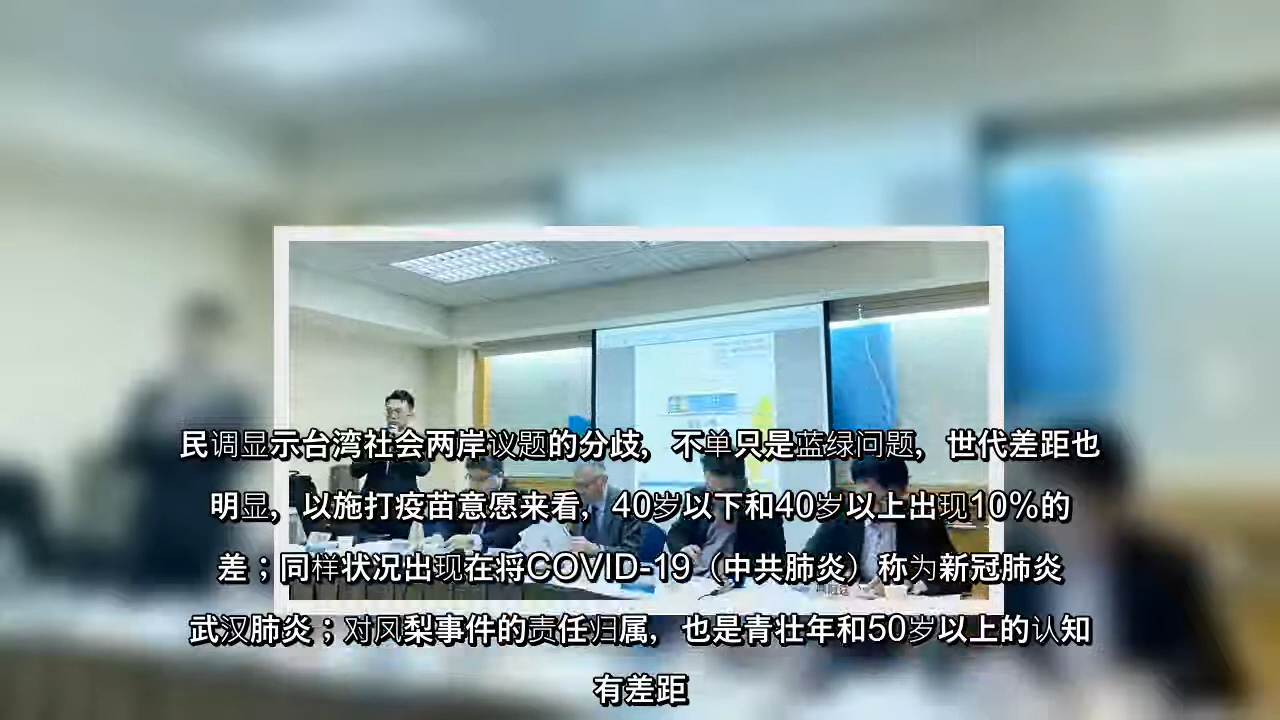 民调显示台湾社会两岸议题的分歧，不单只是蓝绿问题，世代差距也
明显，以施打疫苗意愿来看，40岁以下和40岁以上出现10%的
差；同样状况出现在将COVID-19（中共肺炎）称为新冠肺炎
武汉肺炎；对凤梨事件的责任归属，也是青壮年和50岁以上的认知
有差距